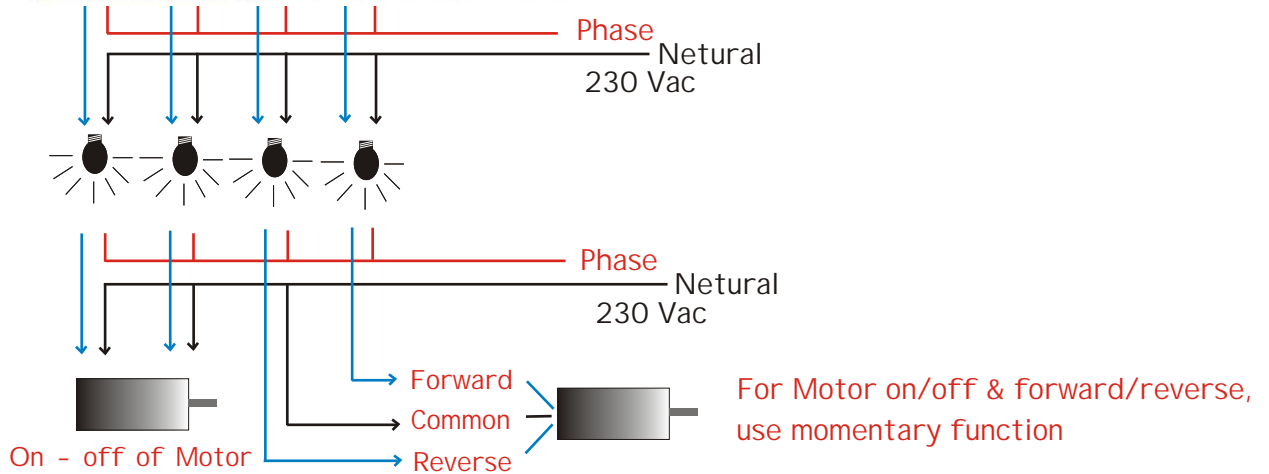 Phase
Netural
230 Vac
Phase
Netural
230 Vac
Forward
Common
Reverse
On - off of Motor
For Motor on/off & forward/reverse,
use momentary function